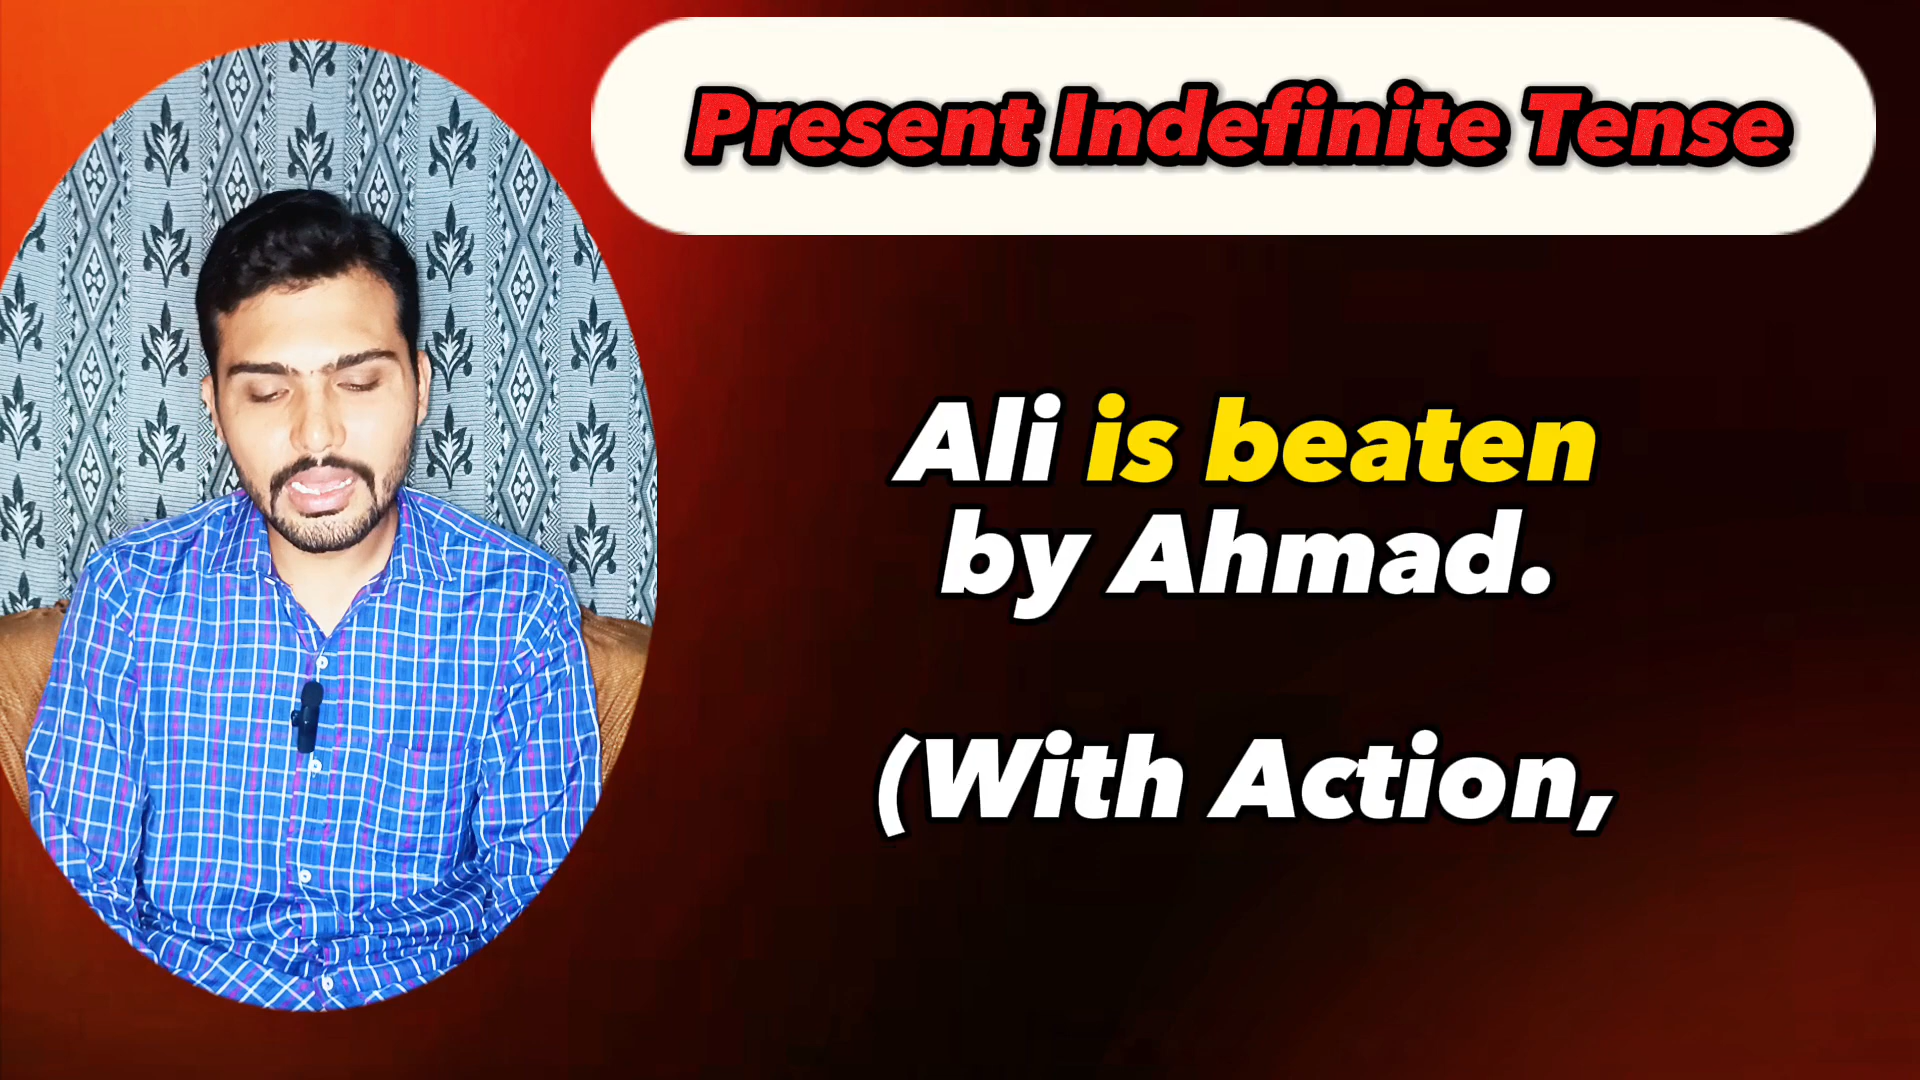 Present Indefinite Tense
Ali is beaten
by Ahmad.
(With Action,